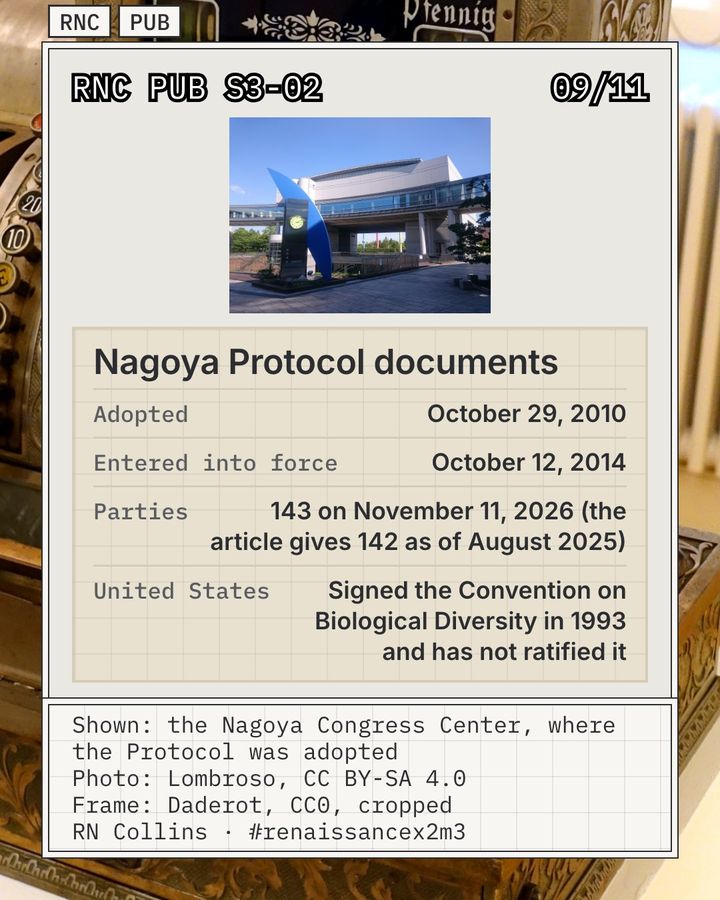 Pfennig
RNC PUB
RNC PUB S3-02 09/11
20
10
5
Nagoya Protocol documents
Adopted October 29, 2010
Entered into force October 12, 2014
Parties 143 on November 11, 2026 (the
article gives 142 as of August 2025)
United States Signed the Convention on
Biological Diversity in 1993
and has not ratified it
Shown: the Nagoya Congress Center, where
the Protocol was adopted
Photo: Lombroso, CC BY-SA 4.0
Frame: Daderot, CC0, cropped
RN Collins · #renaissancex2m3